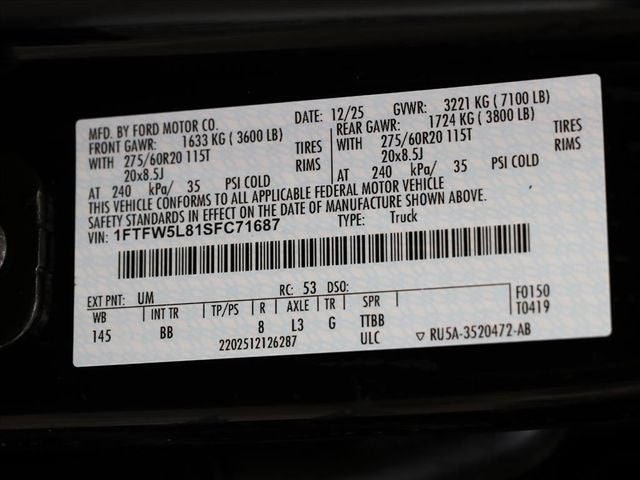 MFD. BY FORD MOTOR CO. DATE: 12/25 GVWR: 3221 KG ( 7100 LB)
FRONT GAWR: 1633 KG ( 3600 LB) REAR GAWR: 1724 KG ( 3800 LB)
WITH 275/60R20 115T TIRES WITH 275/60R20 115T TIRES
20x8.5J RIMS 20x8.5J RIMS
AT 240 kPa/ 35 PSI COLD AT 240 kPa/ 35 PSI COLD
THIS VEHICLE CONFORMS TO ALL APPLICABLE FEDERAL MOTOR VEHICLE
SAFETY STANDARDS IN EFFECT ON THE DATE OF MANUFACTURE SHOWN ABOVE.
VIN: 1FTFW5L81SFC71687 TYPE: Truck
EXT PNT: UM RC: 53 DSO:
WB INT TR TP/PS R AXLE TR SPR F0150
145 BB 8 L3 G TTBB T0419
2202512126287 ULC ▽ RU5A-3520472-AB